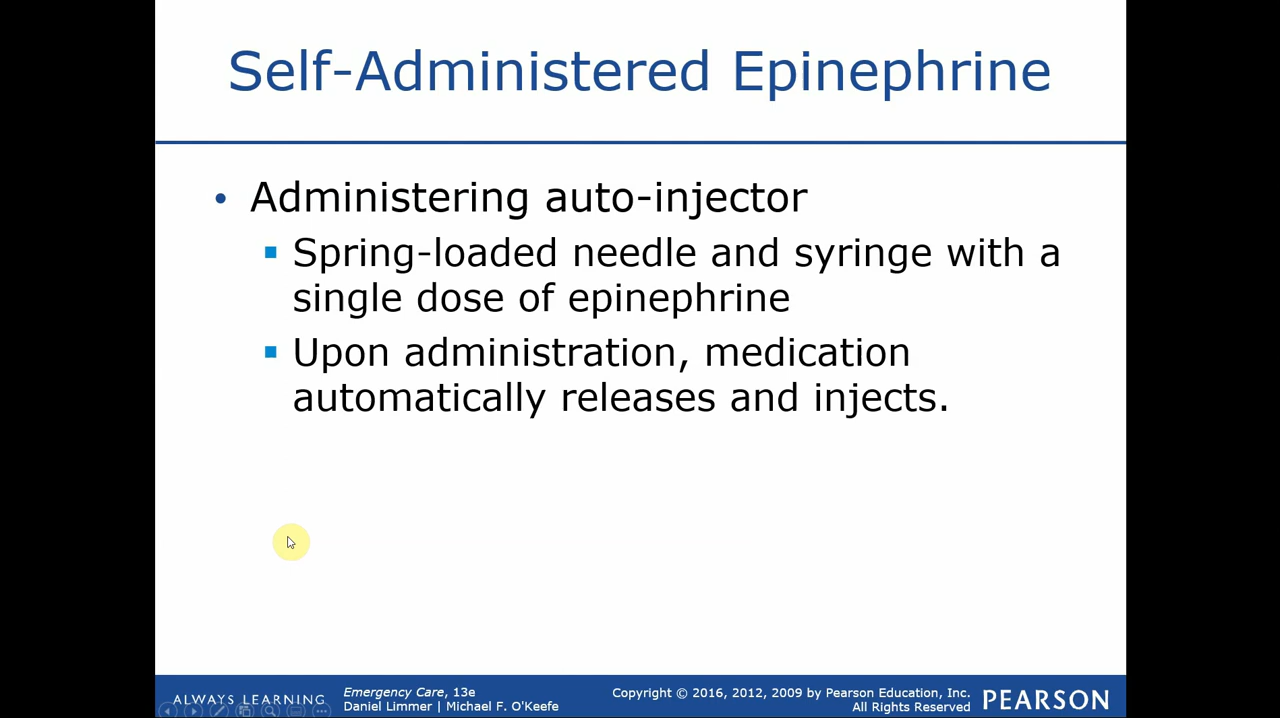 Self-Administered Epinephrine
• Administering auto-injector
▪ Spring-loaded needle and syringe with a
single dose of epinephrine
▪ Upon administration, medication
automatically releases and injects.
ALWAYS LEARNING
Emergency Care, 13e
Daniel Limmer | Michael F. O'Keefe
Copyright © 2016, 2012, 2009 by Pearson Education, Inc.
All Rights Reserved
PEARSON